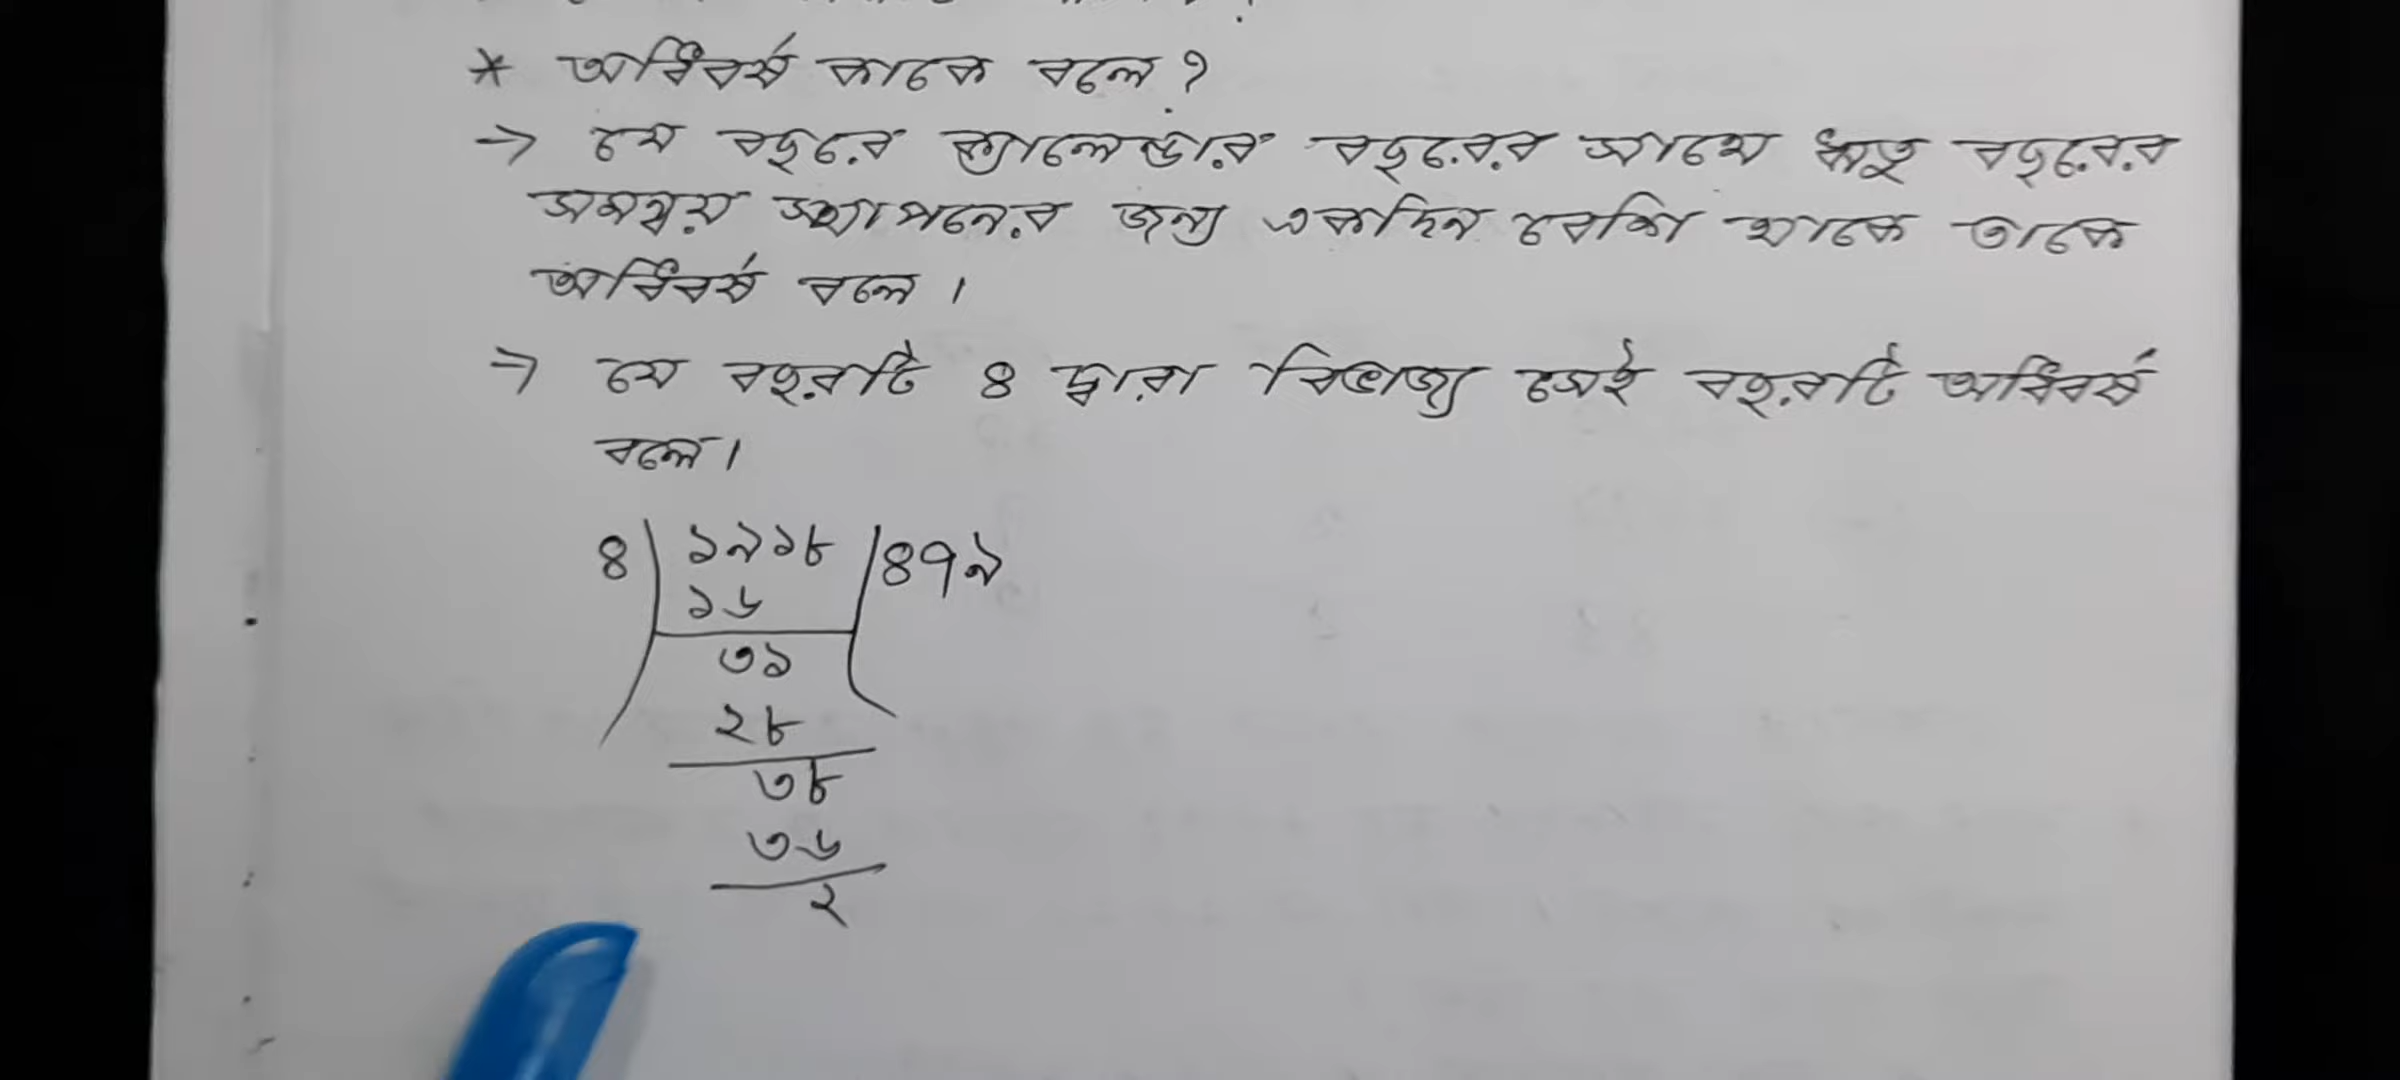 * অধিবর্ষ কাকে বলে ?
→ যে বছরে ক্যালেন্ডার বছরের সাথে ঋতু বছরের
সমন্বয় স্থাপনের জন্য একদিন বেশি থাকে তাকে
অধিবর্ষ বলে ।
→ যে বছরটি ৪ দ্বারা বিভাজ্য সেই বছরটি অধিবর্ষ
বলে ।
৪ ) ১৯১৮ ( ৪৭৯
১৬
৩১
২৮
৩৮
৩৬
২